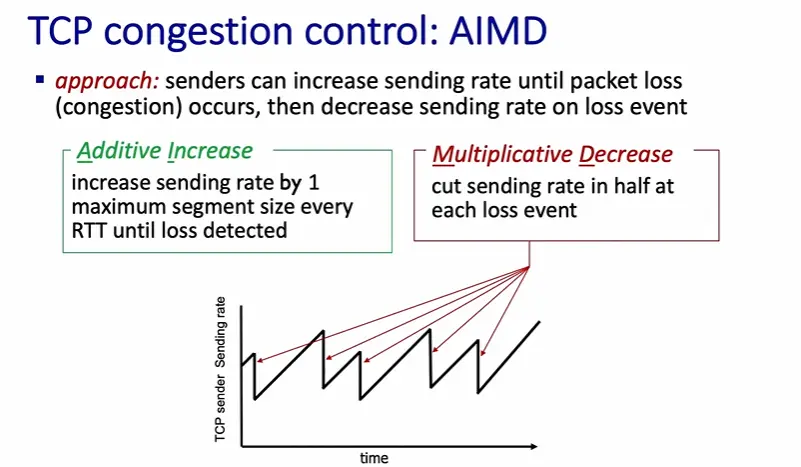 TCP congestion control: AIMD
▪ approach: senders can increase sending rate until packet loss
(congestion) occurs, then decrease sending rate on loss event
Additive Increase
increase sending rate by 1
maximum segment size every
RTT until loss detected
Multiplicative Decrease
cut sending rate in half at
each loss event
TCP sender Sending rate
time